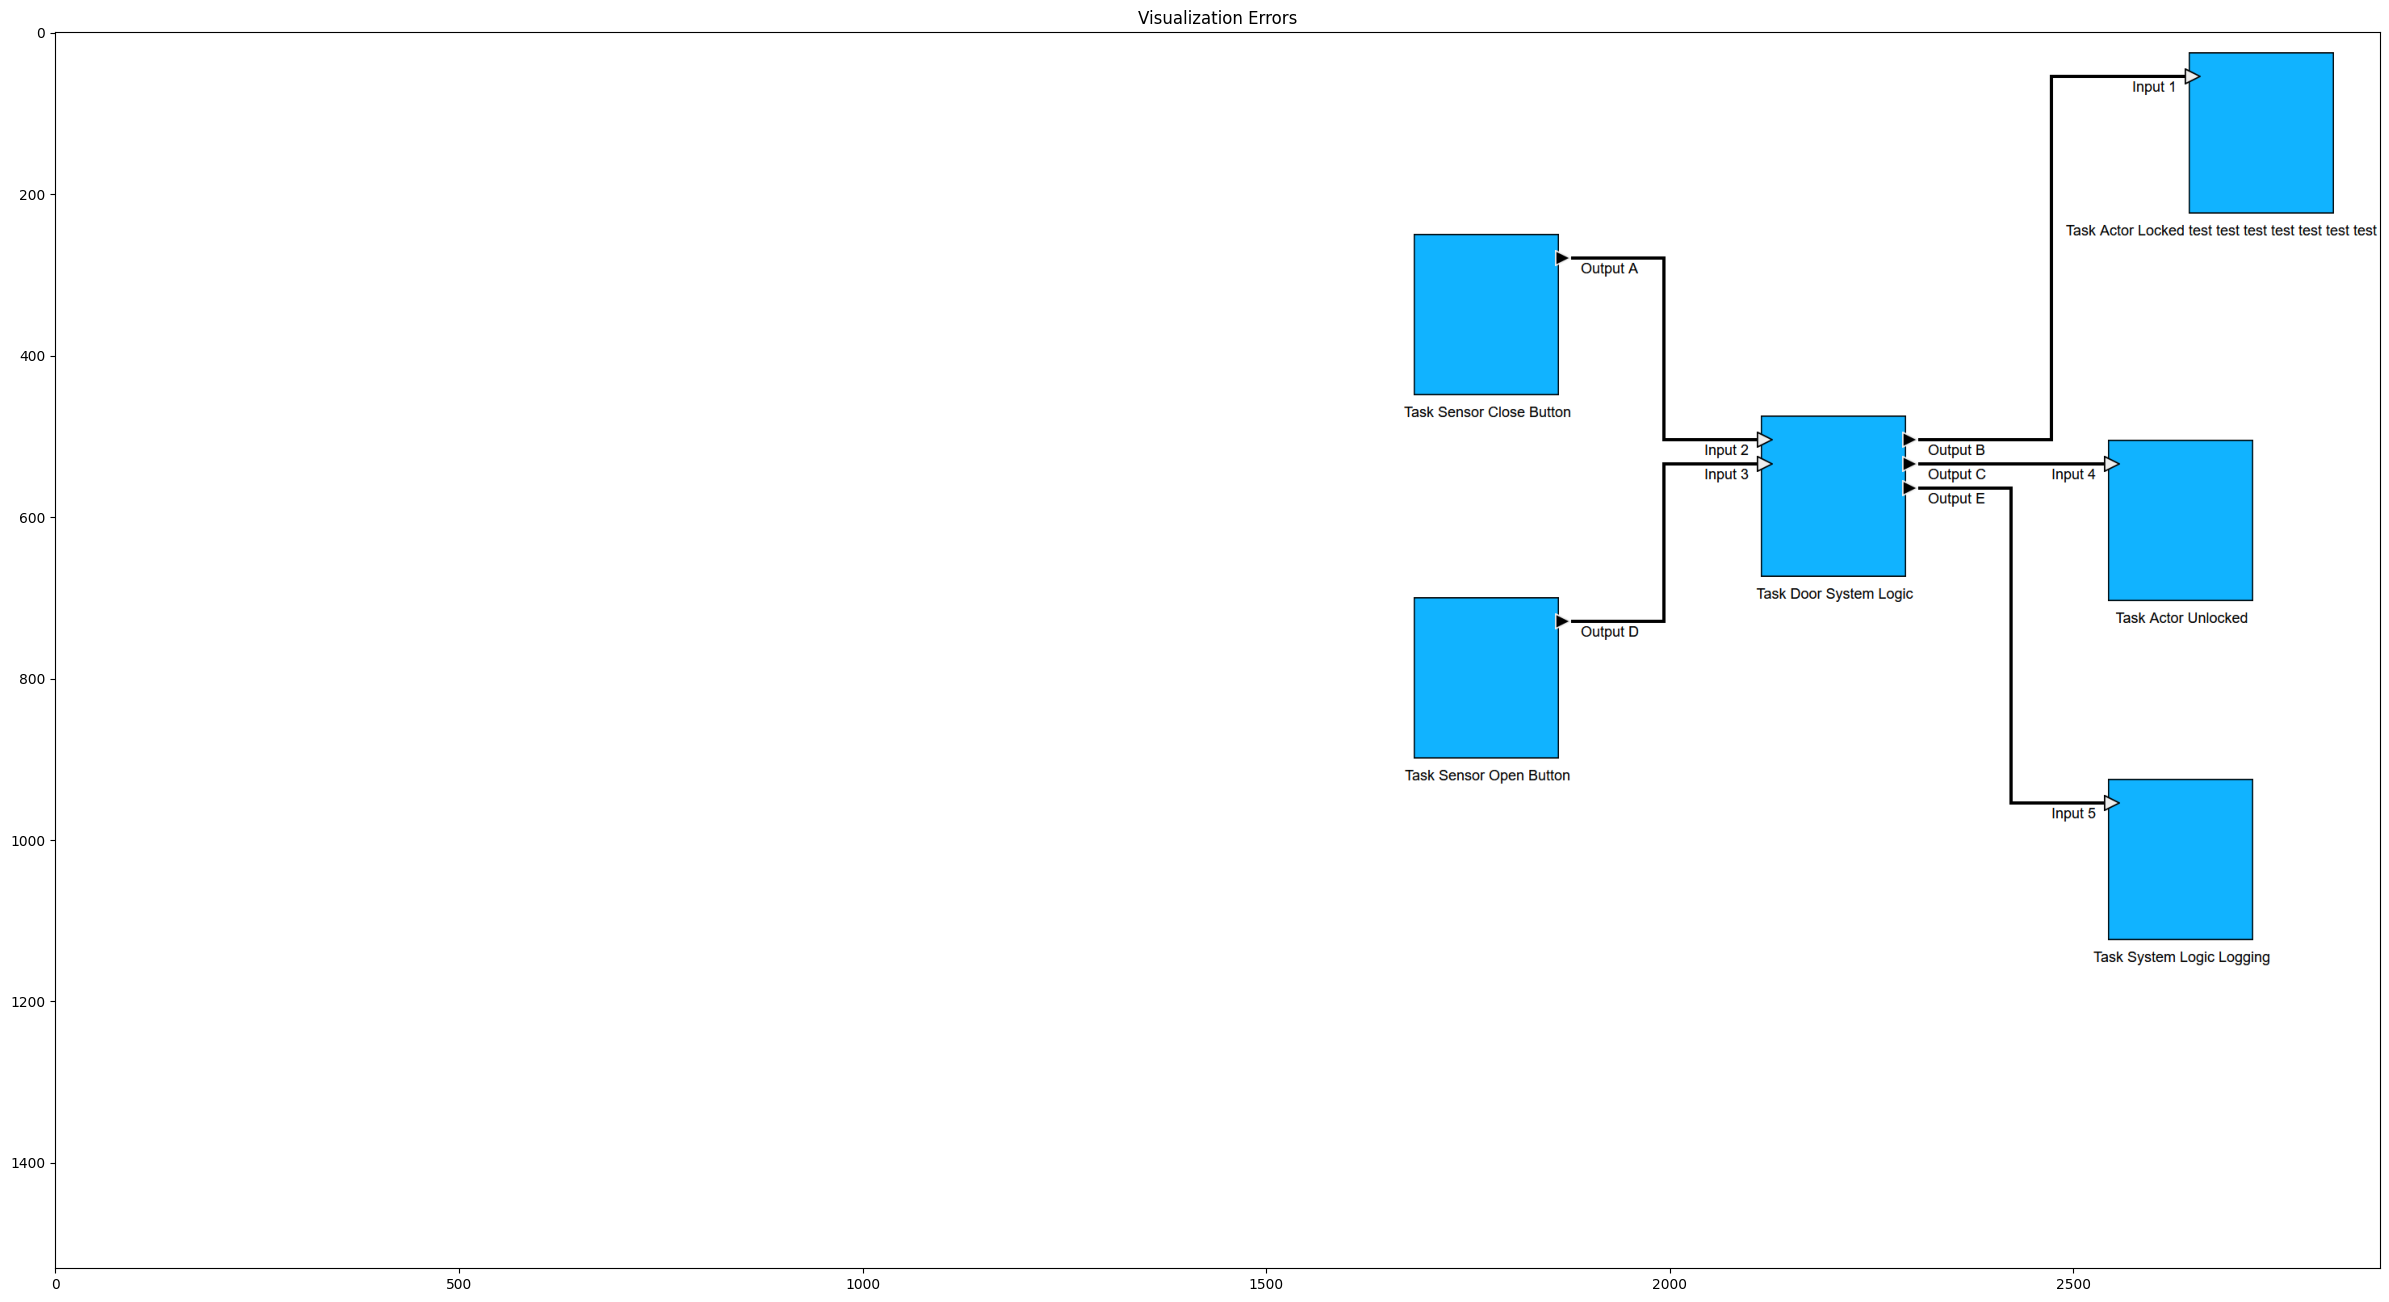 Visualization Errors
0
200
400
600
800
1000
1200
1400
0
500
1000
1500
2000
2500
Input 1
Task Actor Locked test test test test test test test
Output A
Task Sensor Close Button
Input 2
Input 3
Output B
Output C
Output E
Input 4
Task Door System Logic
Task Actor Unlocked
Output D
Task Sensor Open Button
Input 5
Task System Logic Logging